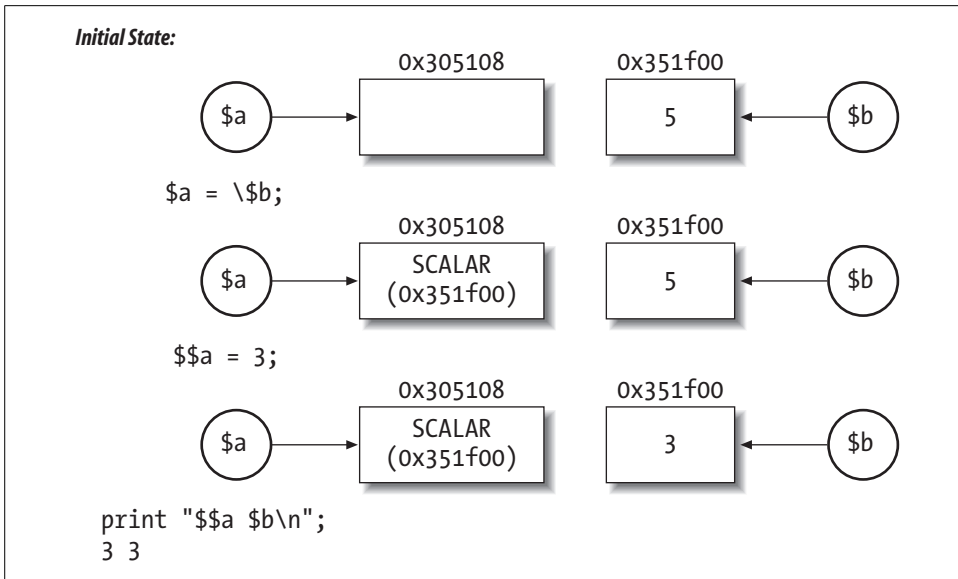 Initial State:
0x305108 0x351f00
$a 5 $b
$a = \$b;
0x305108 0x351f00
$a SCALAR (0x351f00) 5 $b
$$a = 3;
0x305108 0x351f00
$a SCALAR (0x351f00) 3 $b
print "$$a $b\n";
3 3